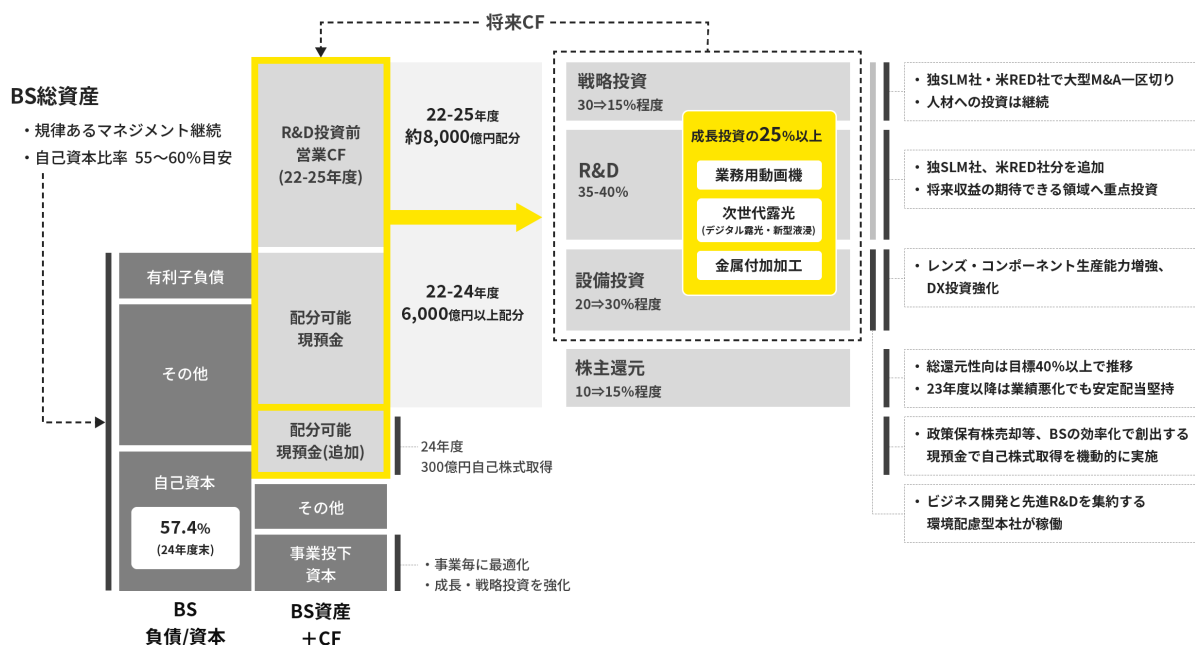 将来CF
BS総資産
・規律あるマネジメント継続
・自己資本比率 55〜60%目安
有利子負債
その他
自己資本
57.4%
(24年度末)
BS
負債/資本
R&D投資前
営業CF
(22-25年度)
配分可能
現預金
配分可能
現預金(追加)
その他
事業投下
資本
BS資産
＋CF
22-25年度
約8,000億円配分
22-24年度
6,000億円以上配分
24年度
300億円自己株式取得
・事業毎に最適化
・成長・戦略投資を強化
戦略投資
30⇒15%程度
R&D
35-40%
設備投資
20⇒30%程度
株主還元
10⇒15%程度
成長投資の25%以上
業務用動画機
次世代露光
(デジタル露光・新型液浸)
金属付加加工
・独SLM社・米RED社で大型M&A一区切り
・人材への投資は継続
・独SLM社、米RED社分を追加
・将来収益の期待できる領域へ重点投資
・レンズ・コンポーネント生産能力増強、
DX投資強化
・総還元性向は目標40%以上で推移
・23年度以降は業績悪化でも安定配当堅持
・政策保有株売却等、BSの効率化で創出する
現預金で自己株式取得を機動的に実施
・ビジネス開発と先進R&Dを集約する
環境配慮型本社が稼働